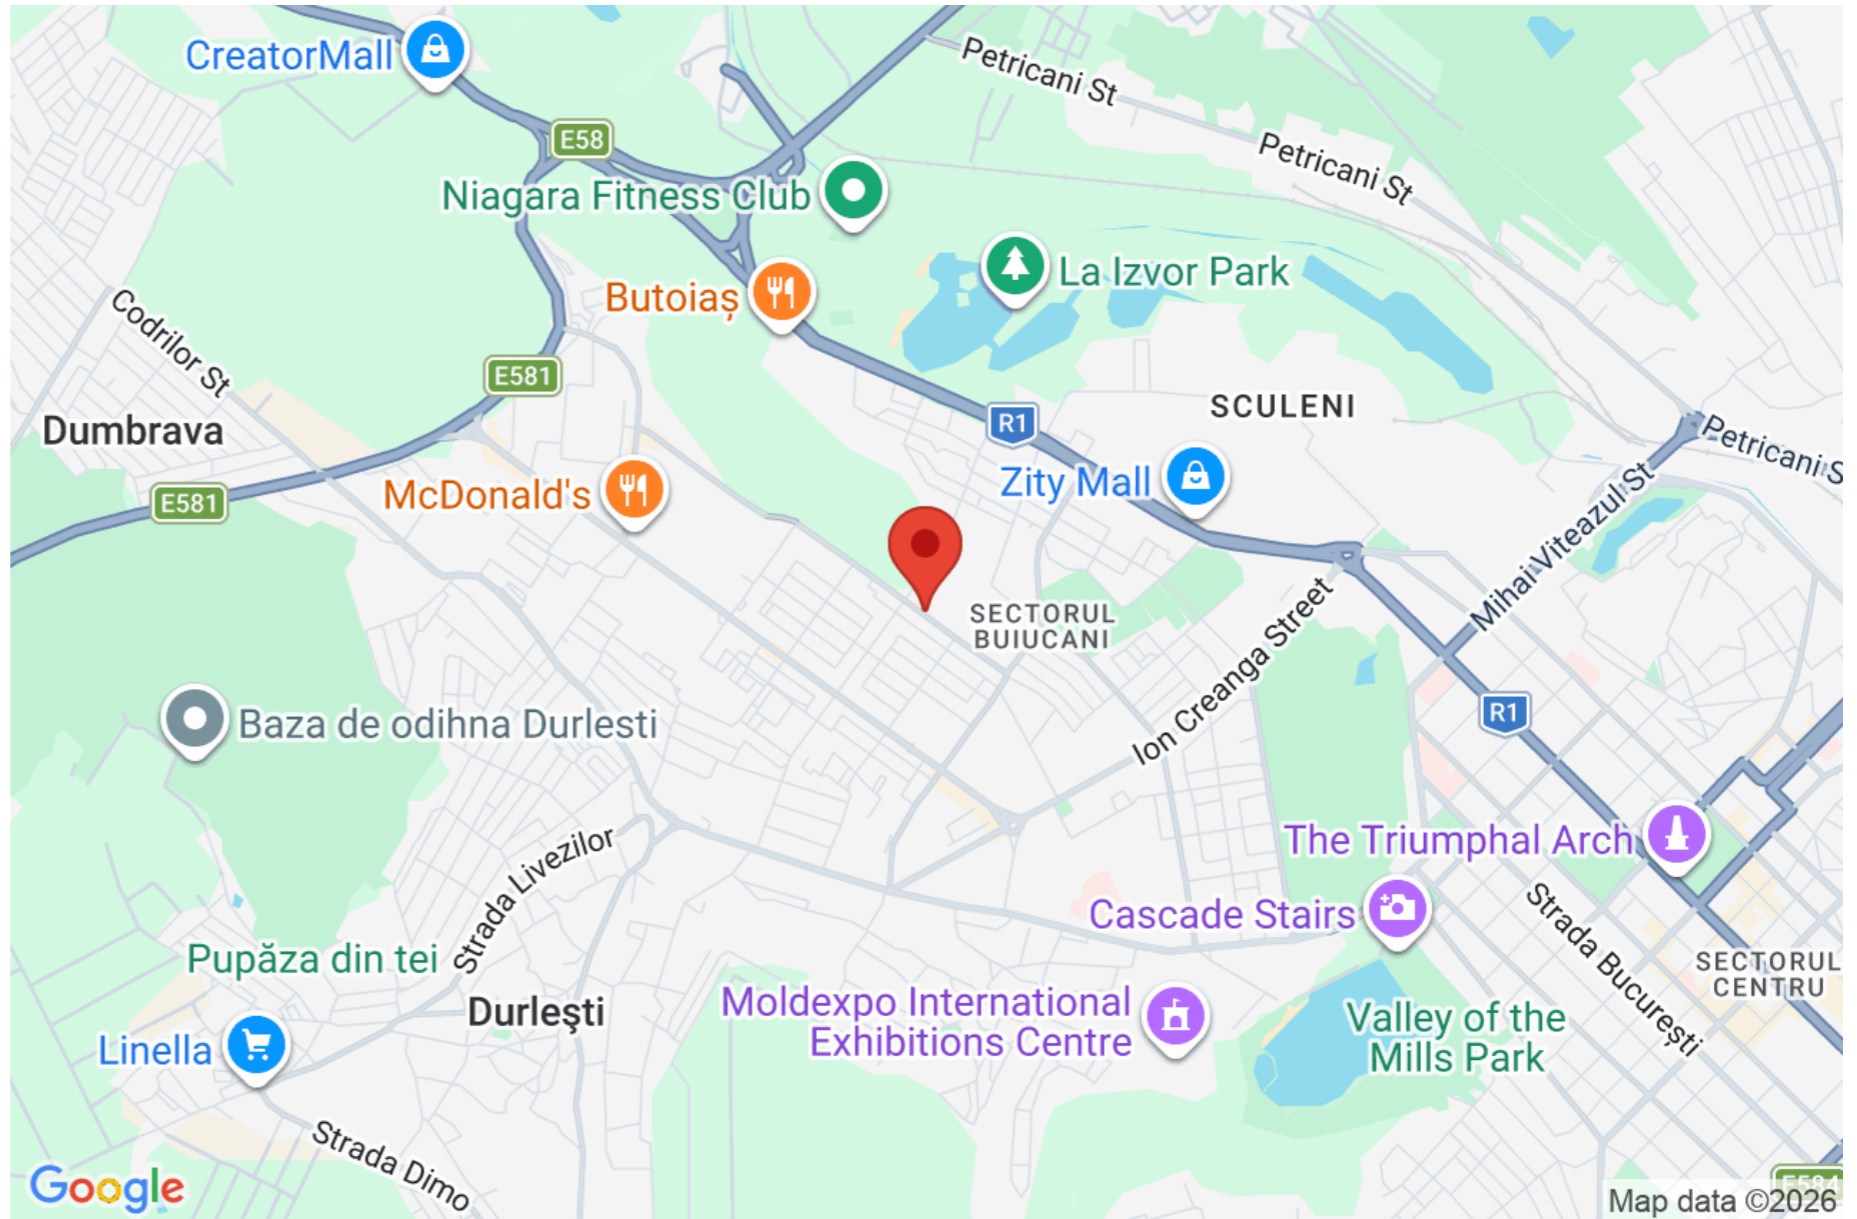 CreatorMall
Petricani St
E58
Petricani St
Niagara Fitness Club
La Izvor Park
Butoiaș
Codrilor St
E581
SCULENI
R1
Dumbrava
Petricani S
Zity Mall
McDonald's
E581
Mihai Viteazul St
SECTORUL
BUIUCANI
Ion Creanga Street
R1
Baza de odihna Durlesti
The Triumphal Arch
Strada Livezilor
Cascade Stairs
Strada București
Pupăza din tei
SECTORUL
CENTRU
Durleşti
Moldexpo International
Exhibitions Centre
Valley of the
Mills Park
Linella
Strada Dimo
Google
E584
Map data ©2026